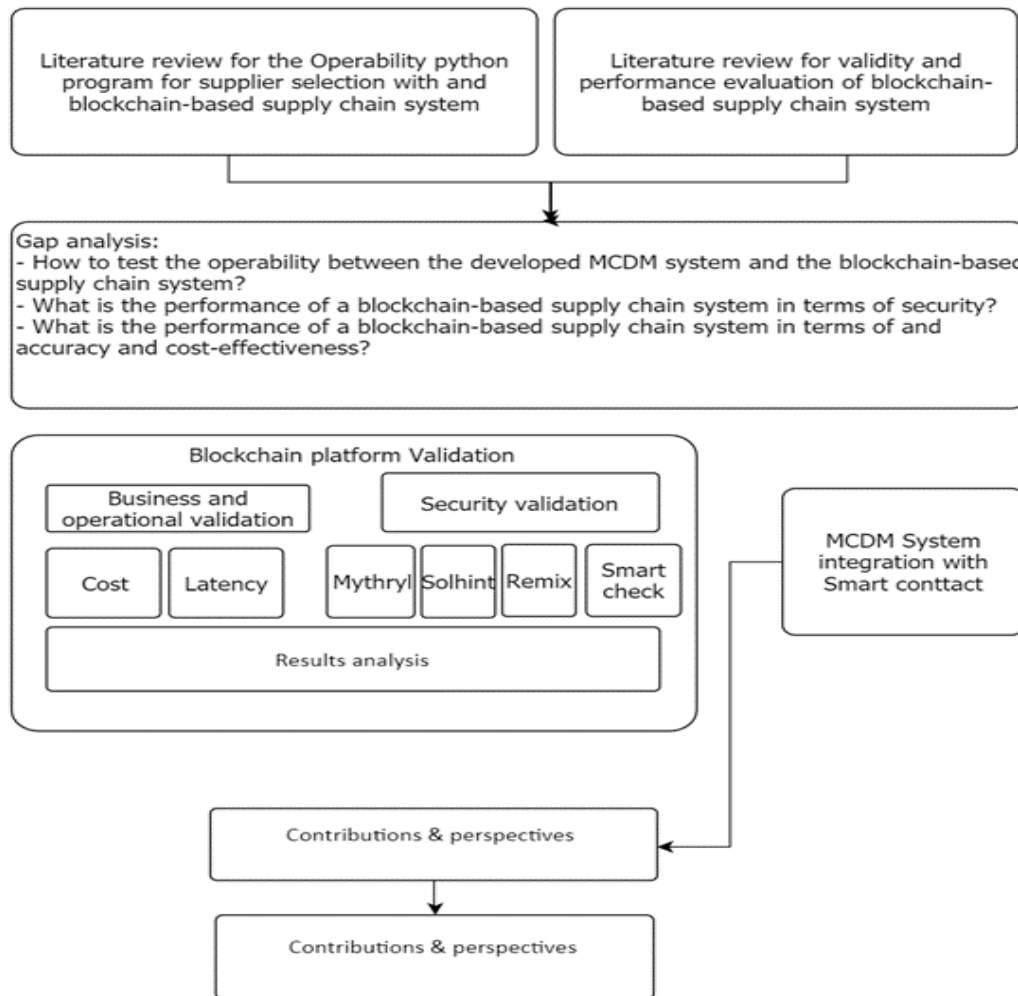 Literature review for the Operability python
program for supplier selection with and
blockchain-based supply chain system
Literature review for validity and
performance evaluation of blockchain-
based supply chain system
Gap analysis:
- How to test the operability between the developed MCDM system and the blockchain-based
supply chain system?
- What is the performance of a blockchain-based supply chain system in terms of security?
- What is the performance of a blockchain-based supply chain system in terms of and
accuracy and cost-effectiveness?
Blockchain platform Validation
Business and
operational validation
Security validation
Cost
Latency
Mythryl
Solhint
Remix
Smart
check
Results analysis
MCDM System
integration with
Smart conttact
Contributions & perspectives
Contributions & perspectives